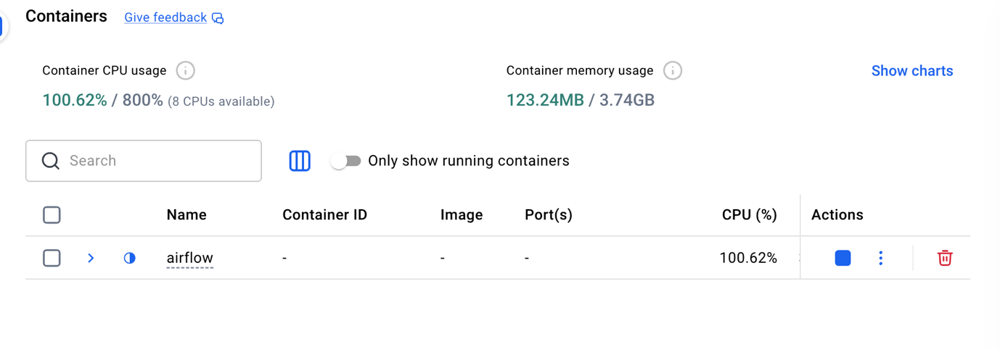 Containers Give feedback
Container CPU usage Container memory usage Show charts
100.62% / 800% (8 CPUs available) 123.24MB / 3.74GB
Search Only show running containers
Name Container ID Image Port(s) CPU (%) Actions
airflow - - - 100.62%